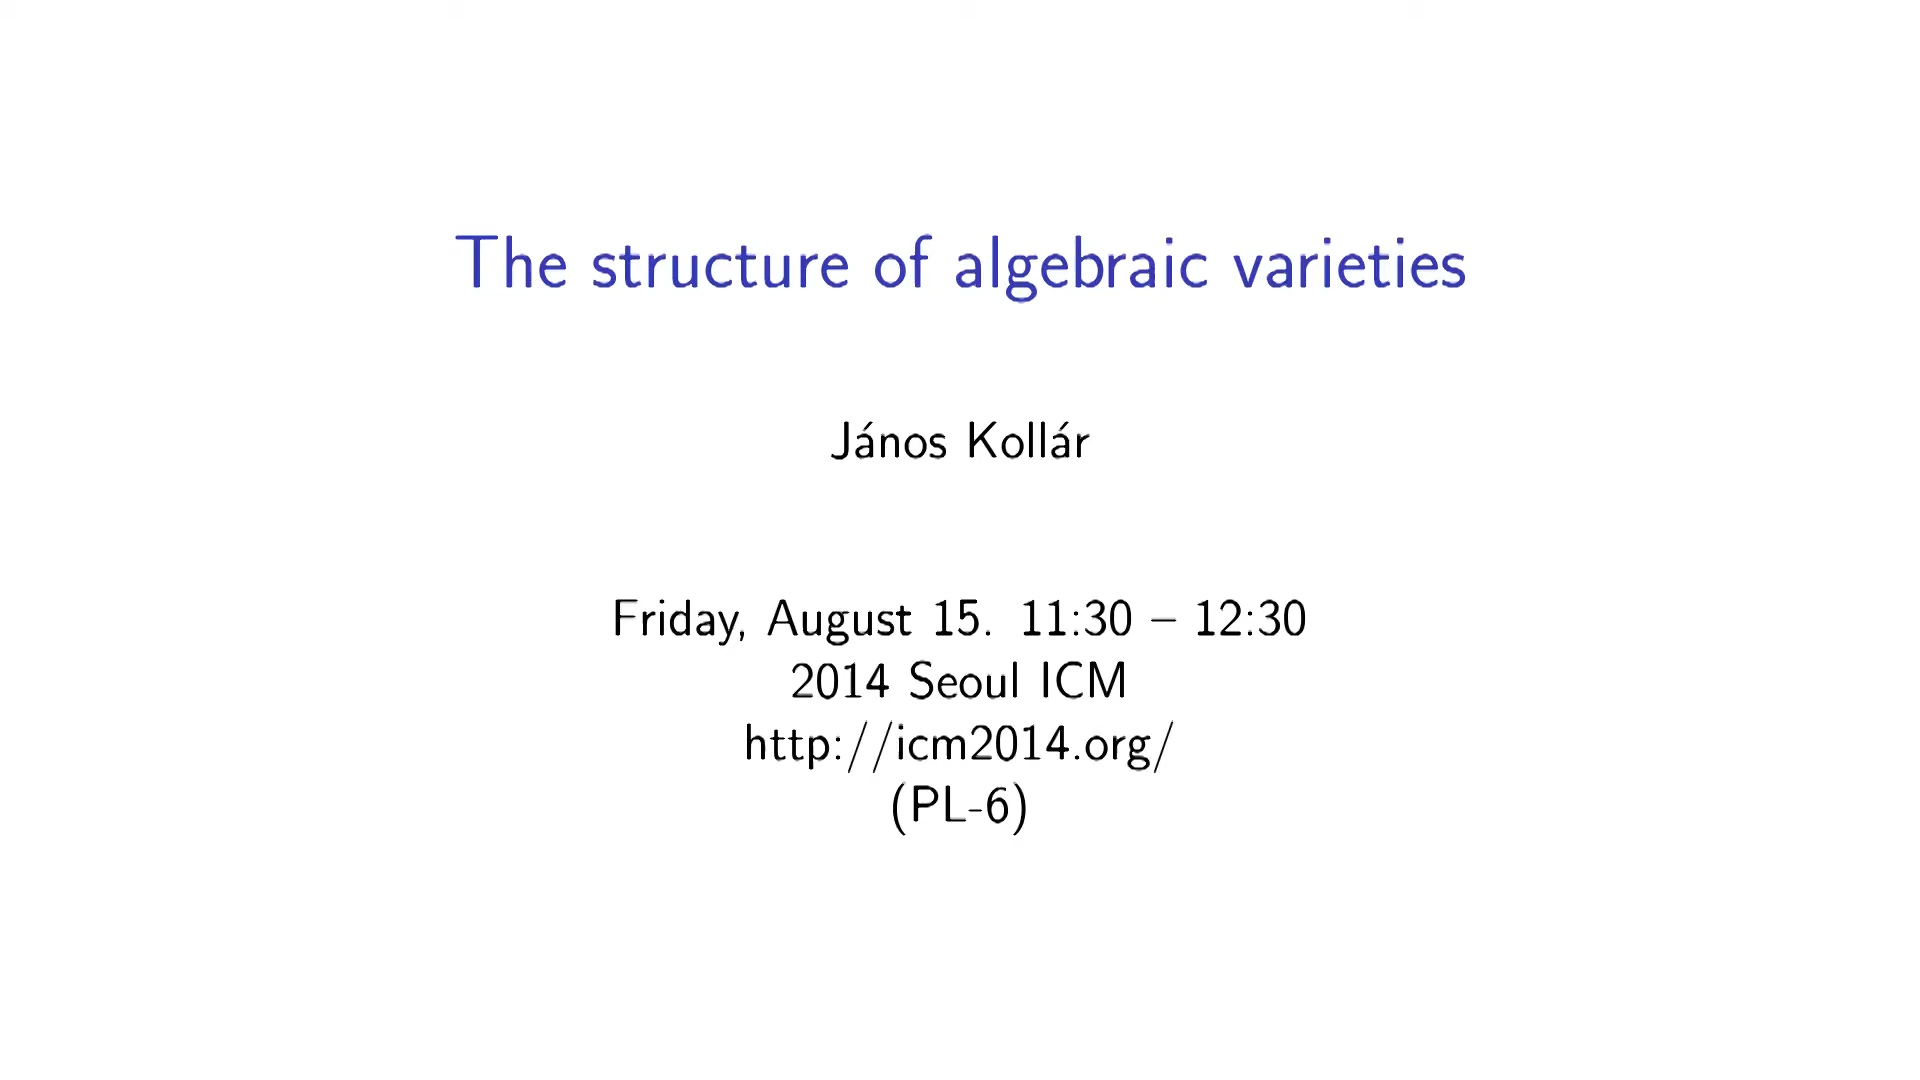 The structure of algebraic varieties
János Kollár
Friday, August 15. 11:30 – 12:30
2014 Seoul ICM
http://icm2014.org/
(PL-6)